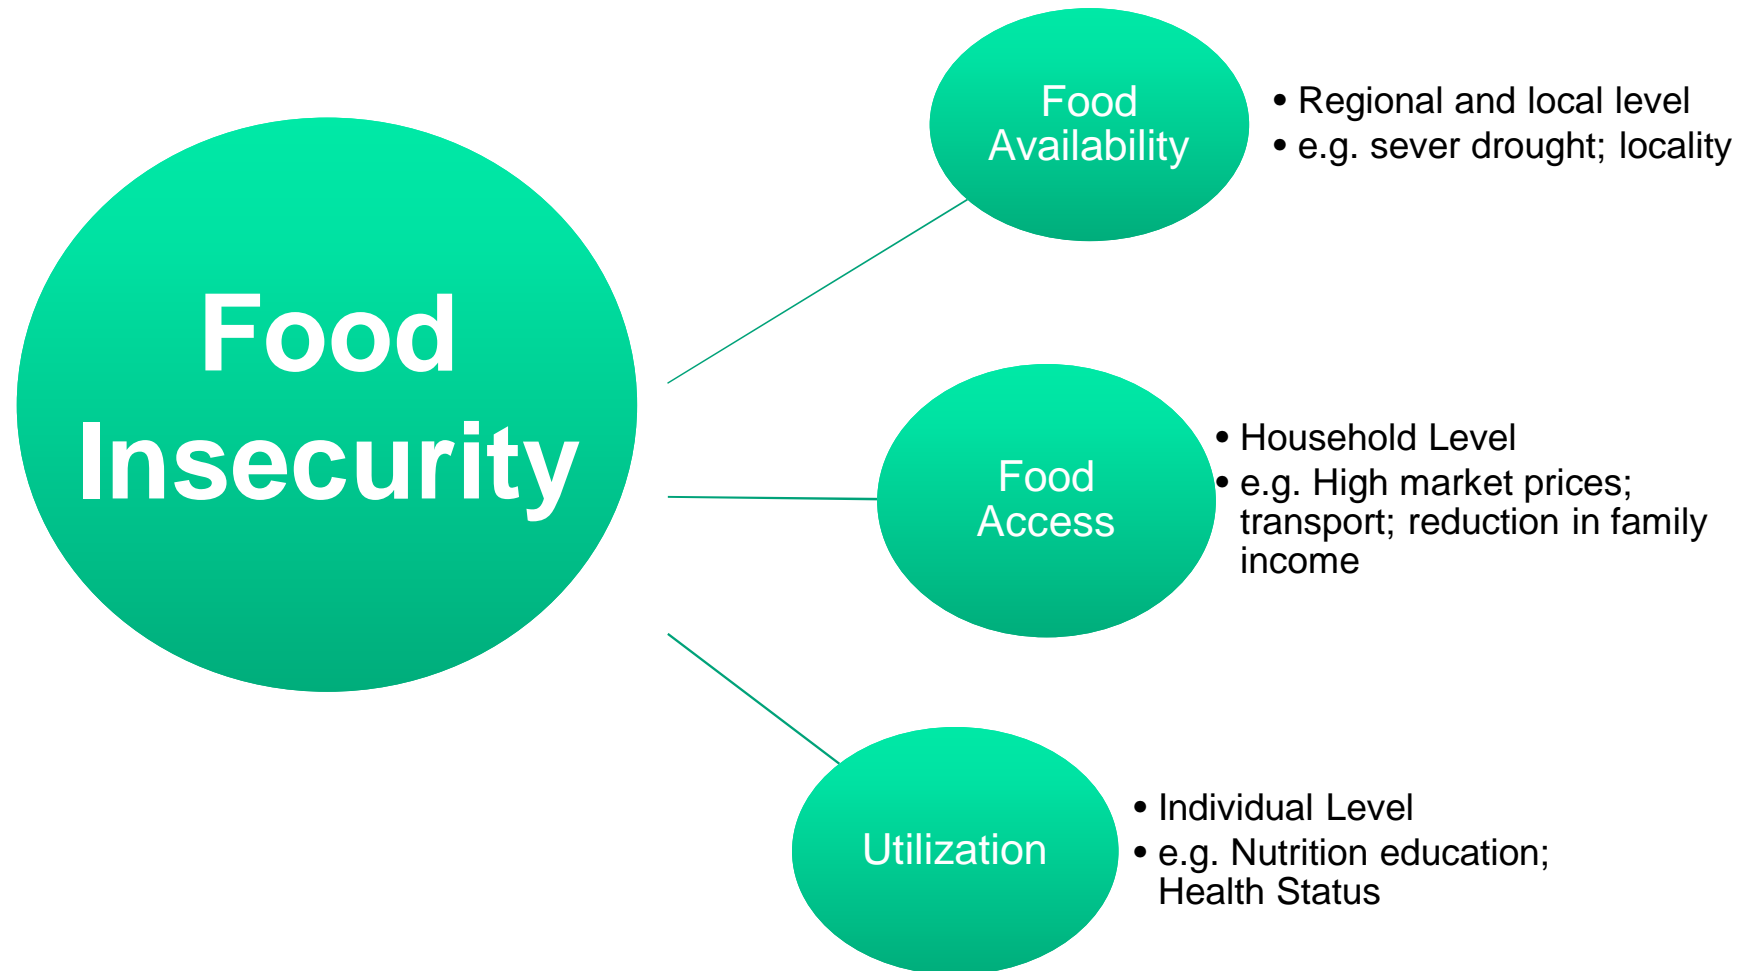 Food
Insecurity
Food
Availability
• Regional and local level
• e.g. sever drought; locality
Food
Access
• Household Level
• e.g. High market prices;
transport; reduction in family
income
Utilization
• Individual Level
• e.g. Nutrition education;
Health Status